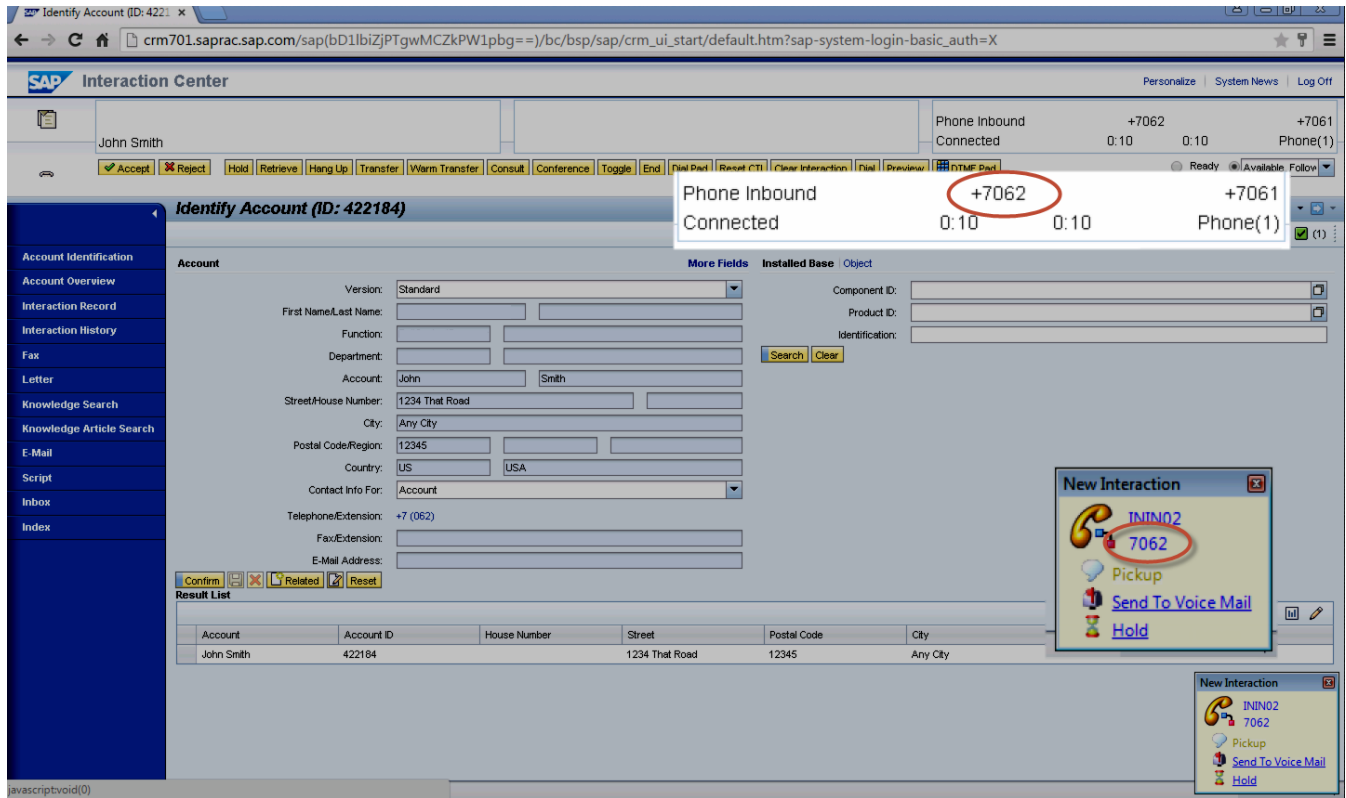 Identify Account (ID: 4221
crm701.saprac.sap.com/sap(bD1lbiZjPTgwMCZkPW1pbg==)/bc/bsp/sap/crm_ui_start/default.htm?sap-system-login-basic_auth=X
SAP Interaction Center
Personalize | System News | Log Off
John Smith
Phone Inbound +7062 +7061
Connected 0:10 0:10 Phone(1)
Accept Reject Hold Retrieve Hang Up Transfer Warm Transfer Consult Conference Toggle End Dial Pad Reset CTI Clear Interaction Dial Preview DTMF Pad
Ready Available, Follow
Phone Inbound +7062 +7061
Connected 0:10 0:10 Phone(1)
Identify Account (ID: 422184)
(1)
Account Identification
Account Overview
Interaction Record
Interaction History
Fax
Letter
Knowledge Search
Knowledge Article Search
E-Mail
Script
Inbox
Index
Account More Fields
Version: Standard
First Name/Last Name:
Function:
Department:
Account: John Smith
Street/House Number: 1234 That Road
City: Any City
Postal Code/Region: 12345
Country: US USA
Contact Info For: Account
Telephone/Extension: +7 (062)
Fax/Extension:
E-Mail Address:
Confirm Related Reset
Installed Base | Object
Component ID:
Product ID:
Identification:
Search Clear
Result List
Account Account ID House Number Street Postal Code City
John Smith 422184 1234 That Road 12345 Any City
New Interaction
ININ02
7062
Pickup
Send To Voice Mail
Hold
New Interaction
ININ02
7062
Pickup
Send To Voice Mail
Hold
javascript:void(0)